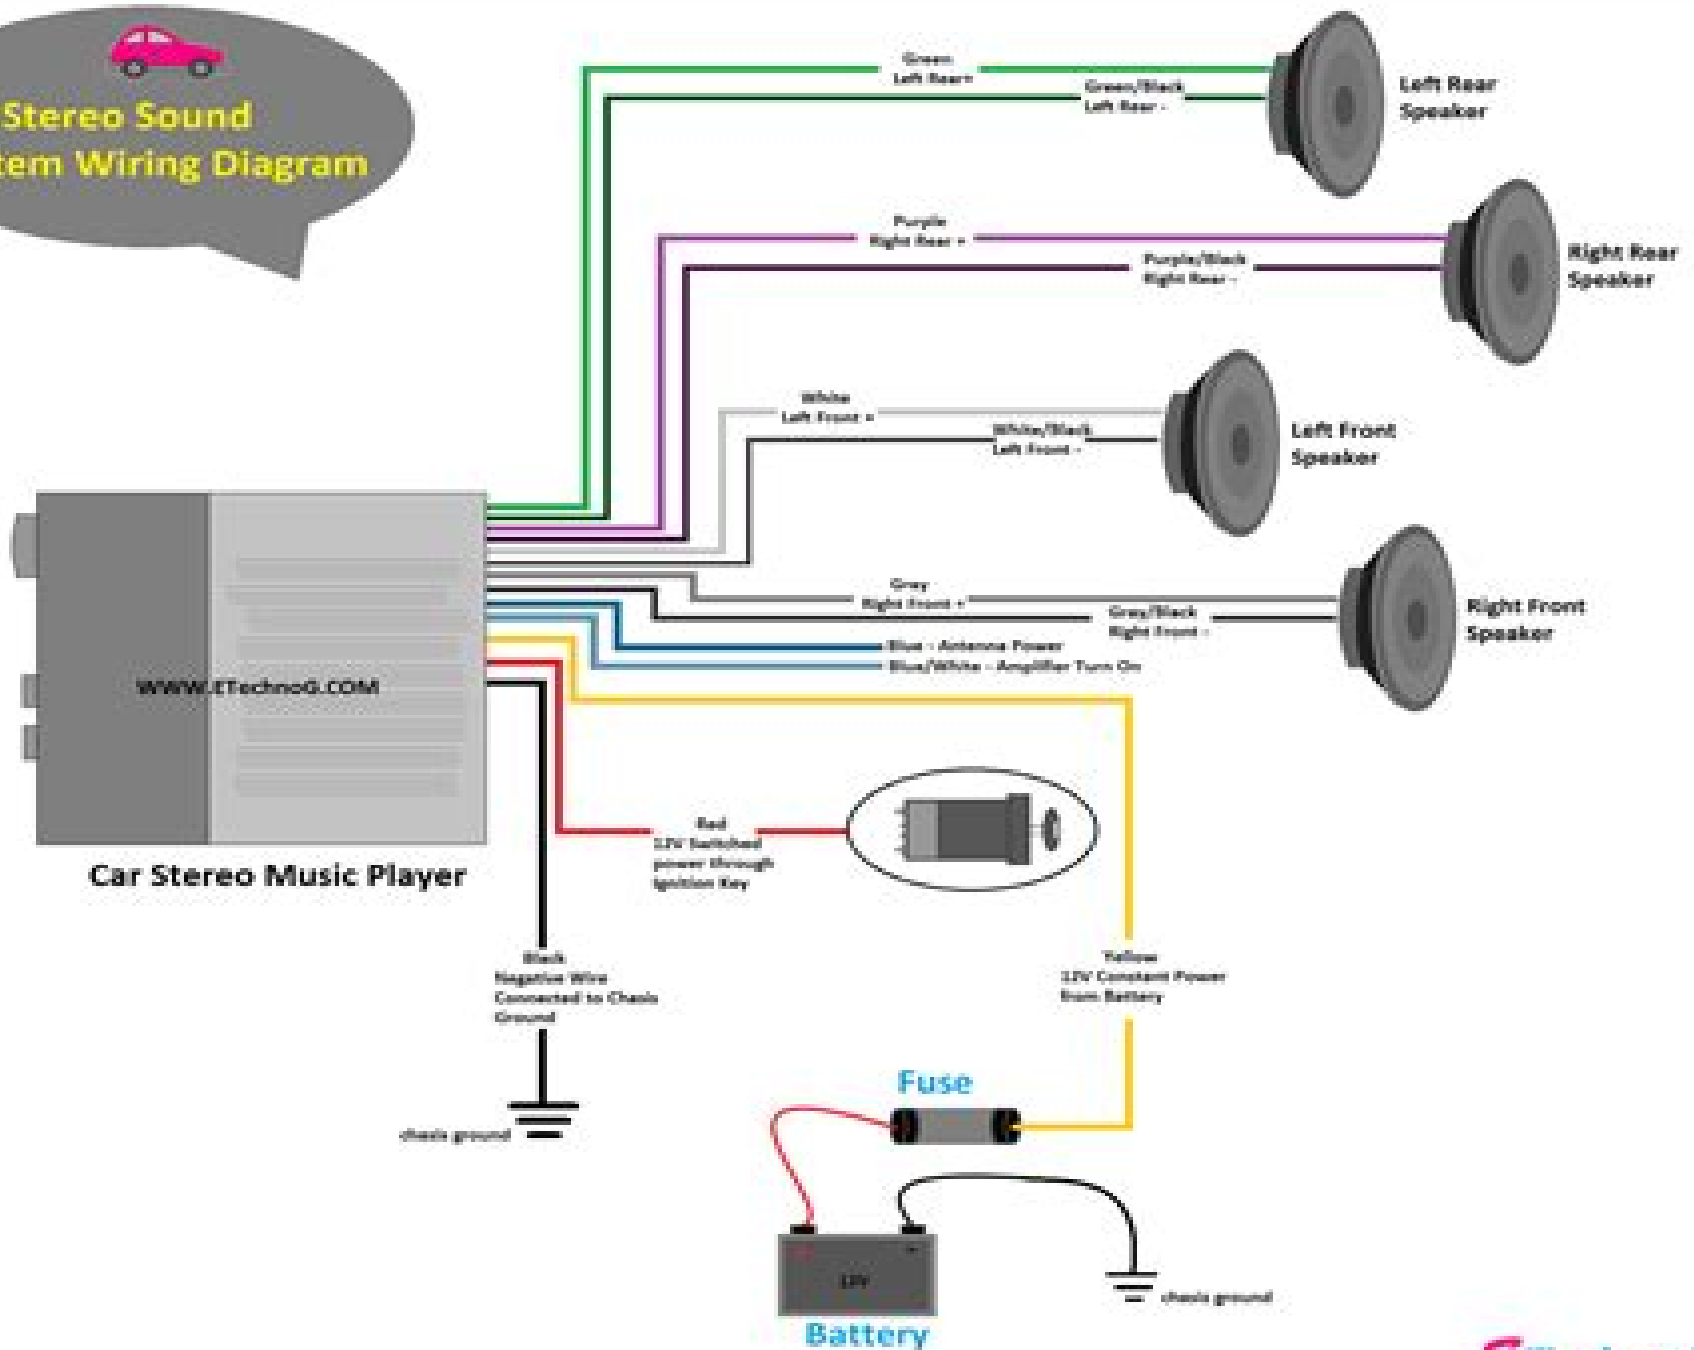 Stereo Sound
tem Wiring Diagram
Green
Left Rear+
Green/Black
Left Rear -
Left Rear
Speaker
Purple
Right Rear +
Purple/Black
Right Rear -
Right Rear
Speaker
White
Left Front +
White/Black
Left Front -
Left Front
Speaker
Gray
Right Front +
Gray/Black
Right Front -
Right Front
Speaker
Blue - Antenna Power
Blue/White - Amplifier Turn On
WWW.ETechnoG.COM
Car Stereo Music Player
Red
12V Switched
power through
Ignition Key
Black
Negative Wire
Connected to Chasis
Ground
chasis ground
Yellow
12V Constant Power
from Battery
Fuse
12V
Battery
chasis ground